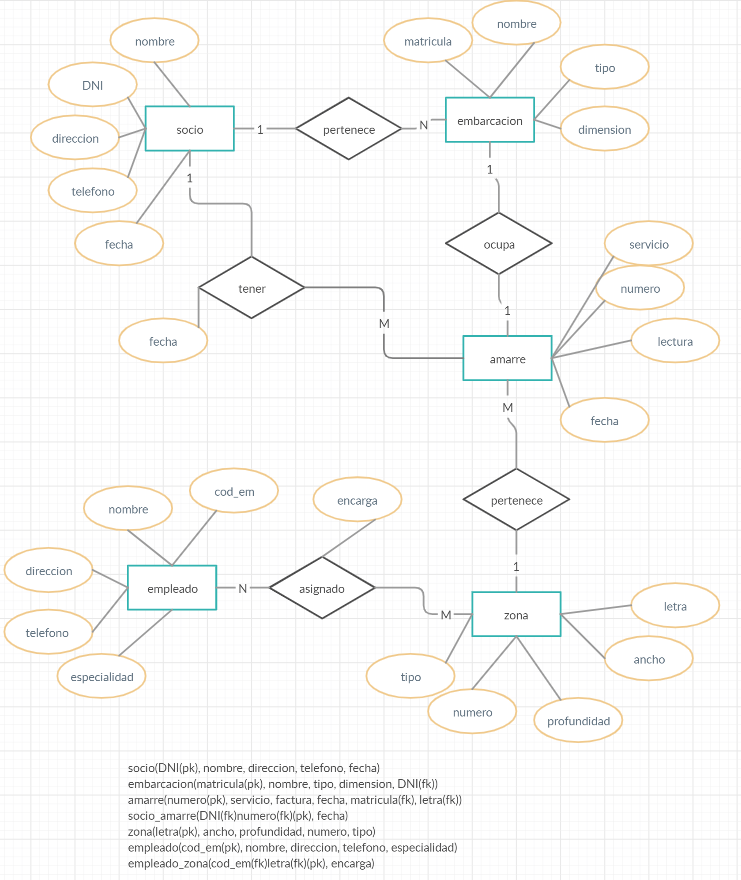 nombre
nombre
matricula
tipo
DNI
socio
1
pertenece
N
embarcacion
dimension
direccion
telefono
1
1
fecha
ocupa
servicio
tener
numero
1
M
fecha
lectura
amarre
M
fecha
cod_em
encarga
nombre
pertenece
1
direccion
empleado
N
asignado
M
zona
letra
telefono
ancho
especialidad
tipo
numero
profundidad
socio(DNI(pk), nombre, direccion, telefono, fecha)
embarcacion(matricula(pk), nombre, tipo, dimension, DNI(fk))
amarre(numero(pk), servicio, factura, fecha, matricula(fk), letra(fk))
socio_amarre(DNI(fk)numero(fk)(pk), fecha)
zona(letra(pk), ancho, profundidad, numero, tipo)
empleado(cod_em(pk), nombre, direccion, telefono, especialidad)
empleado_zona(cod_em(fk)letra(fk)(pk), encarga)